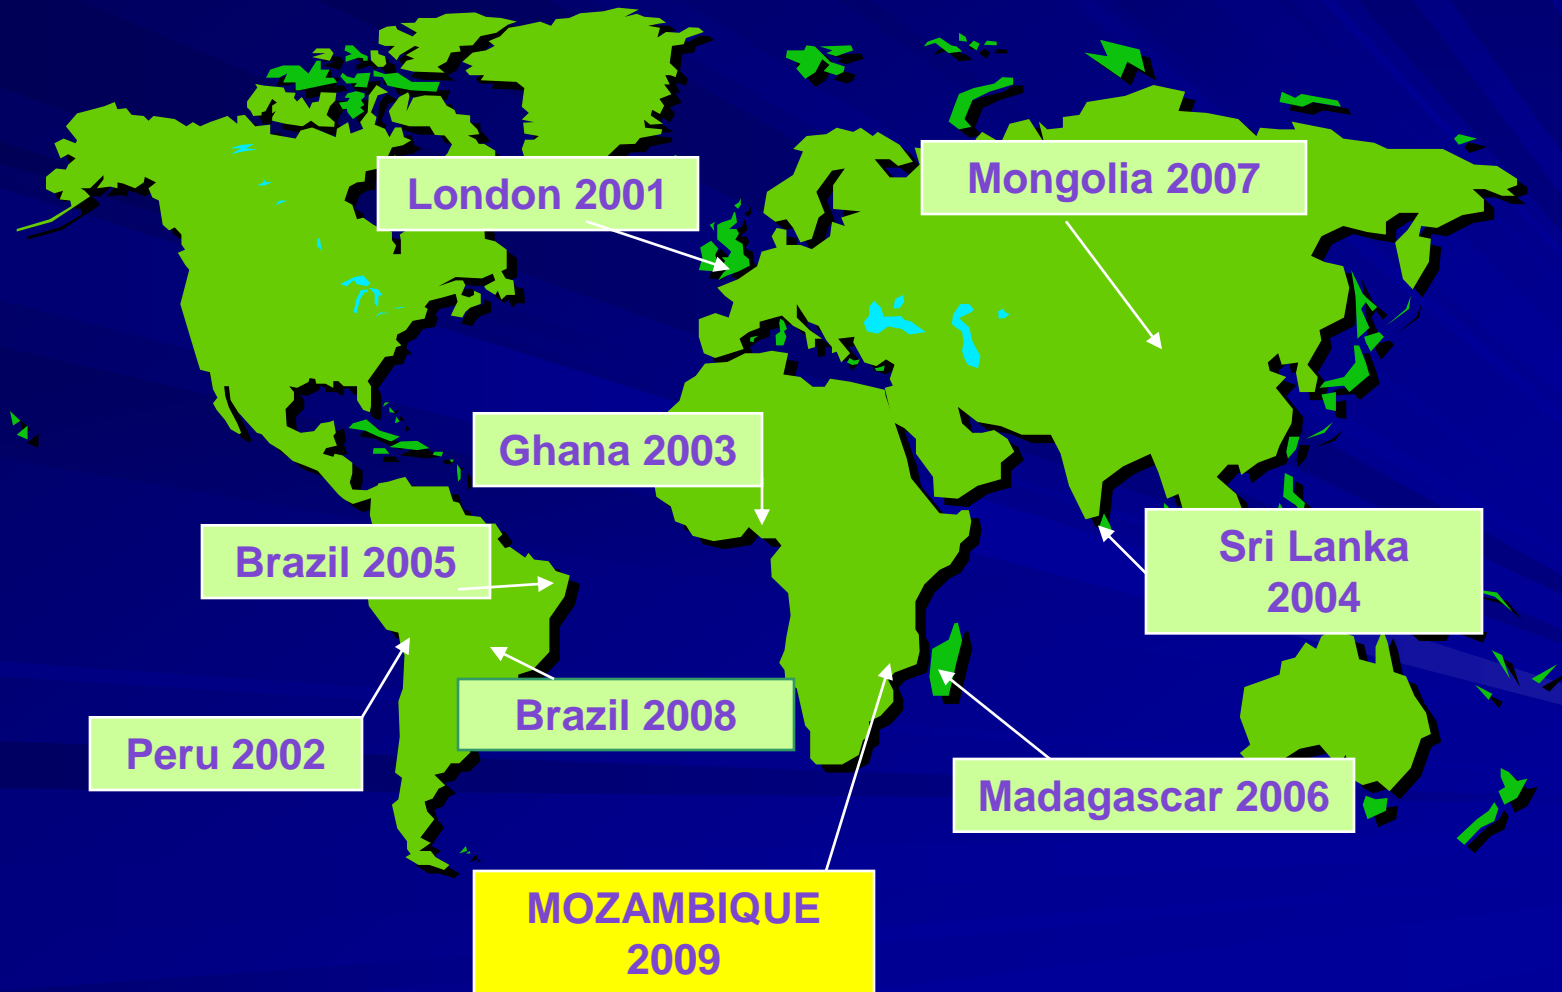 London 2001
Mongolia 2007
Ghana 2003
Brazil 2005
Sri Lanka
2004
Brazil 2008
Peru 2002
Madagascar 2006
MOZAMBIQUE
2009